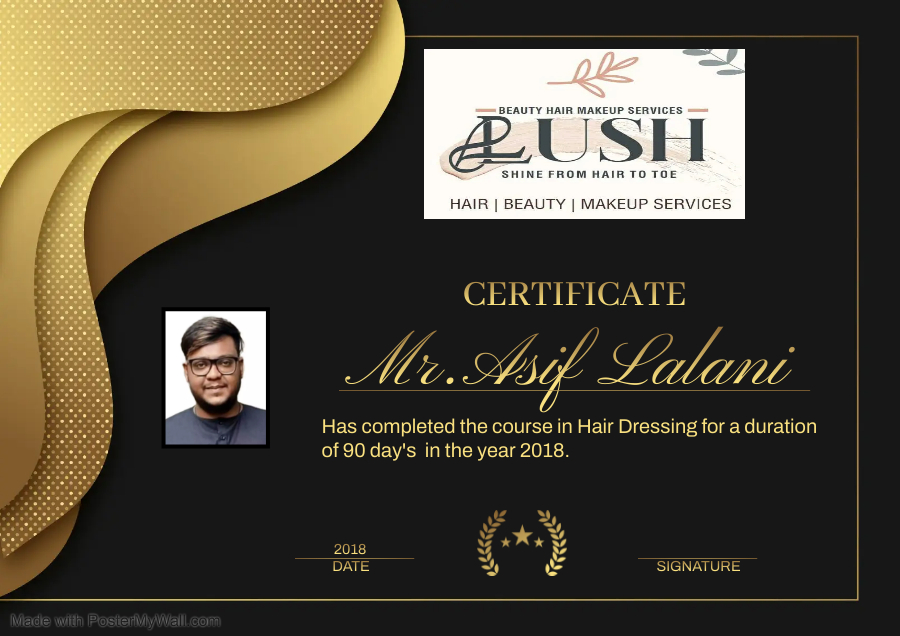 BEAUTY HAIR MAKEUP SERVICES
LUSH
SHINE FROM HAIR TO TOE
HAIR | BEAUTY | MAKEUP SERVICES
CERTIFICATE
Mr.Asif Lalani
Has completed the course in Hair Dressing for a duration
of 90 day's  in the year 2018.
2018
DATE
SIGNATURE
Made with PosterMyWall.com